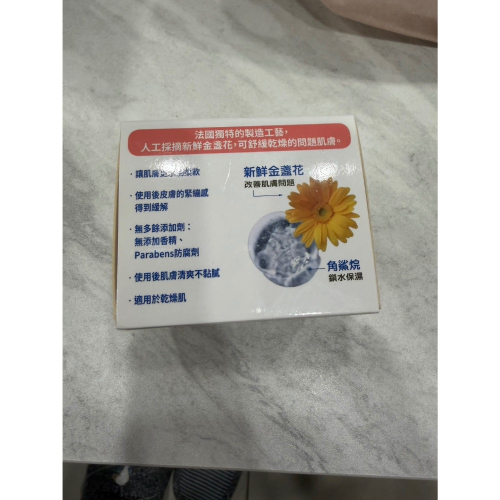 法國獨特的製造工藝,
人工採摘新鮮金盞花,可舒緩乾燥的問題肌膚。
·讓肌膚
新鮮金盞花
改善肌膚問題
·使用後皮膚的緊繃感
得到緩解
·無多餘添加劑:
無添加香精、
Parabens防腐劑
角鯊烷
鎖水保濕
·使用後肌膚清爽不黏膩
·適用於乾燥肌